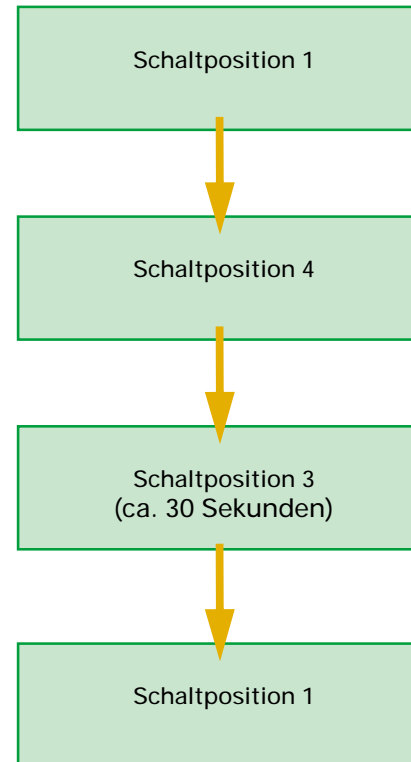 Schaltposition 1
Schaltposition 4
Schaltposition 3
(ca. 30 Sekunden)
Schaltposition 1